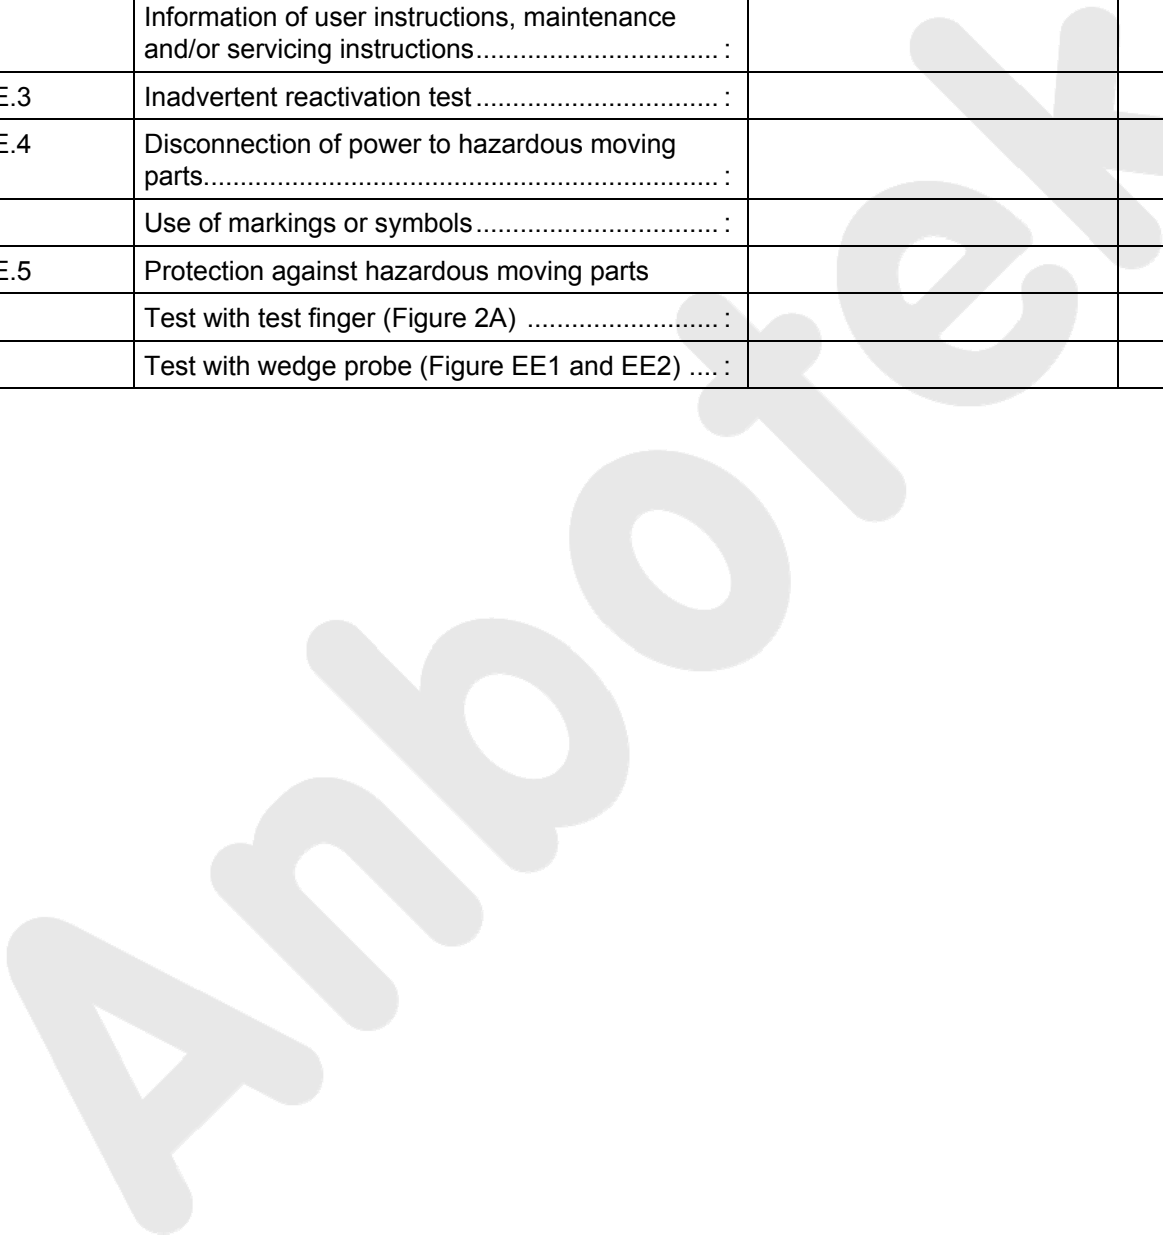 Information of user instructions, maintenance
and/or servicing instructions................................. :
E.3 Inadvertent reactivation test................................. :
E.4 Disconnection of power to hazardous moving
parts...................................................................... :
Use of markings or symbols................................. :
E.5 Protection against hazardous moving parts
Test with test finger (Figure 2A) .......................... :
Test with wedge probe (Figure EE1 and EE2) .... :
Anbotek